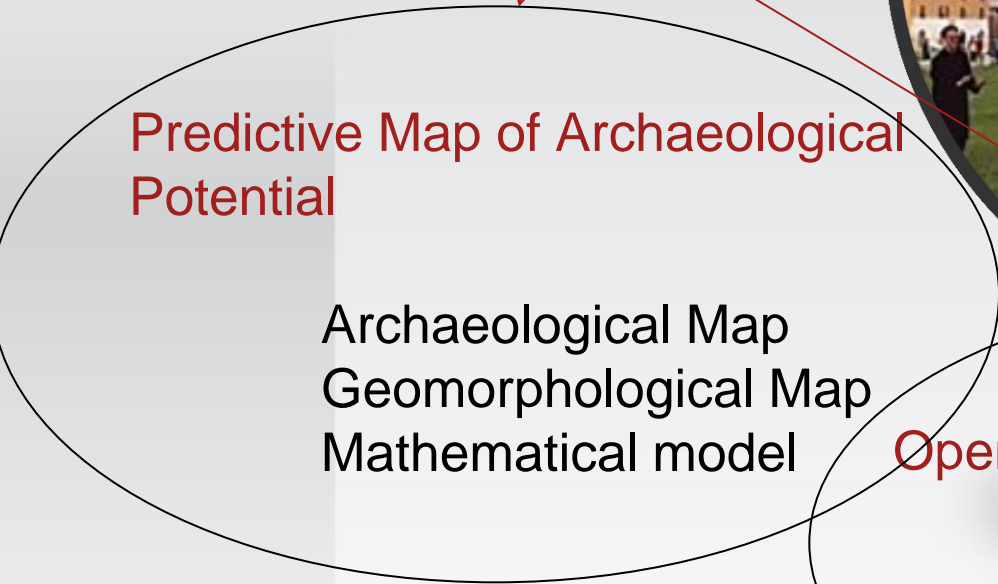 Predictive Map of Archaeological
Potential
Archaeological Map
Geomorphological Map
Mathematical model